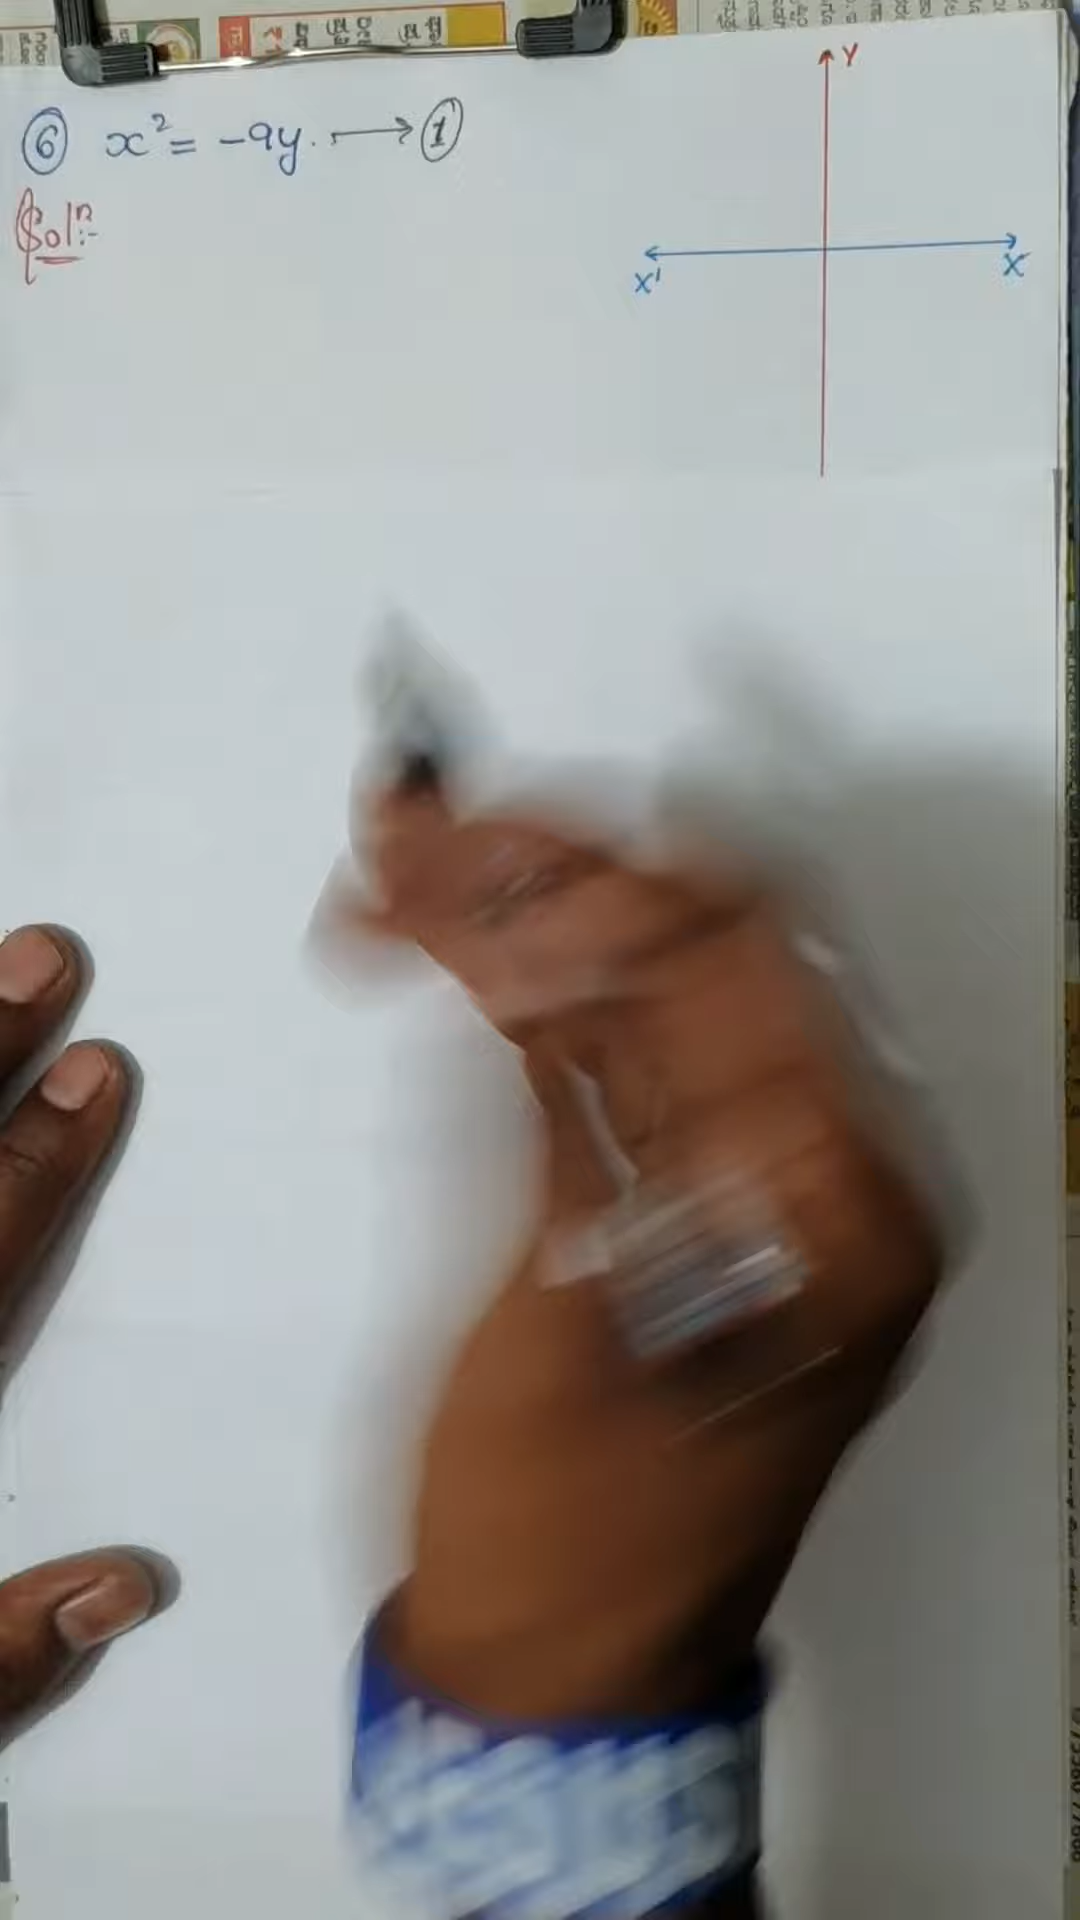 ⑥ x² = -9y. → ①
Solⁿ:-
Y
X' X